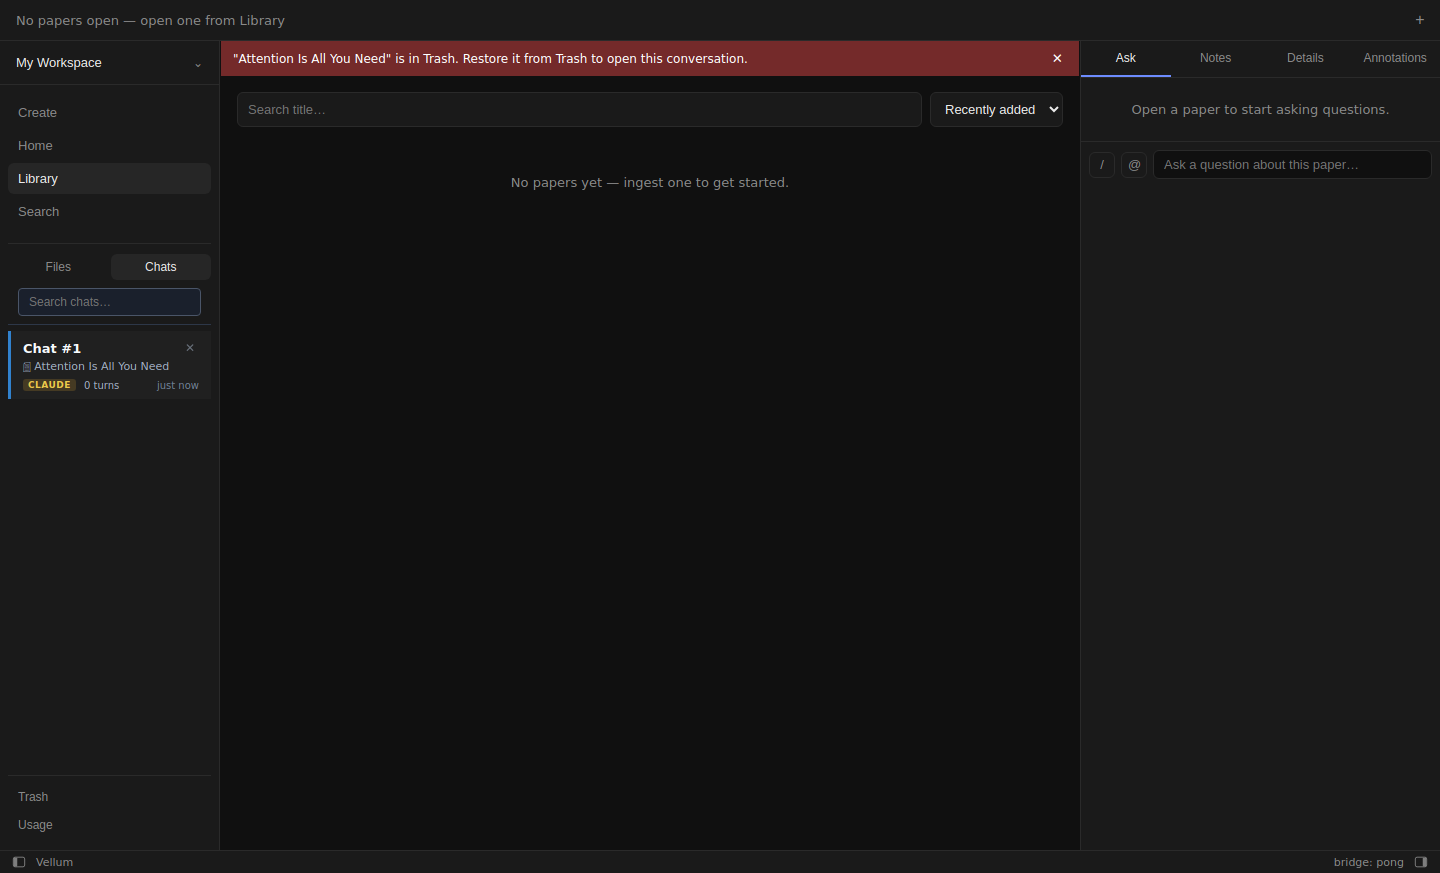 No papers open — open one from Library
+
My Workspace
Create
Home
Library
Search
Files
Chats
Search chats…
Chat #1
Attention Is All You Need
CLAUDE 0 turns just now
Trash
Usage
"Attention Is All You Need" is in Trash. Restore it from Trash to open this conversation.
Search title…
Recently added
No papers yet — ingest one to get started.
Ask Notes Details Annotations
Open a paper to start asking questions.
/ @ Ask a question about this paper…
Vellum
bridge: pong